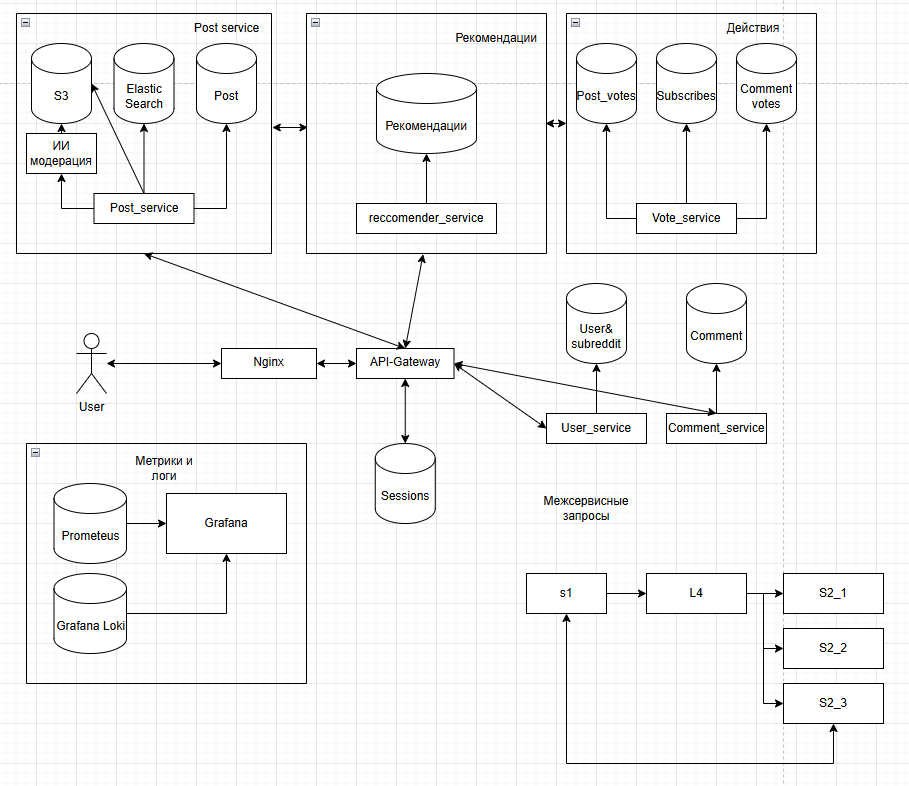 Post service
S3
Elastic
Search
Post
ИИ
модерация
Post_service
Рекомендации
Рекомендации
reccomender_service
Действия
Post_votes
Subscribes
Comment
votes
Vote_service
User
Nginx
API-Gateway
Sessions
User&
subreddit
Comment
User_service
Comment_service
Метрики и
логи
Prometeus
Grafana
Grafana Loki
Межсервисные
запросы
s1
L4
S2_1
S2_2
S2_3